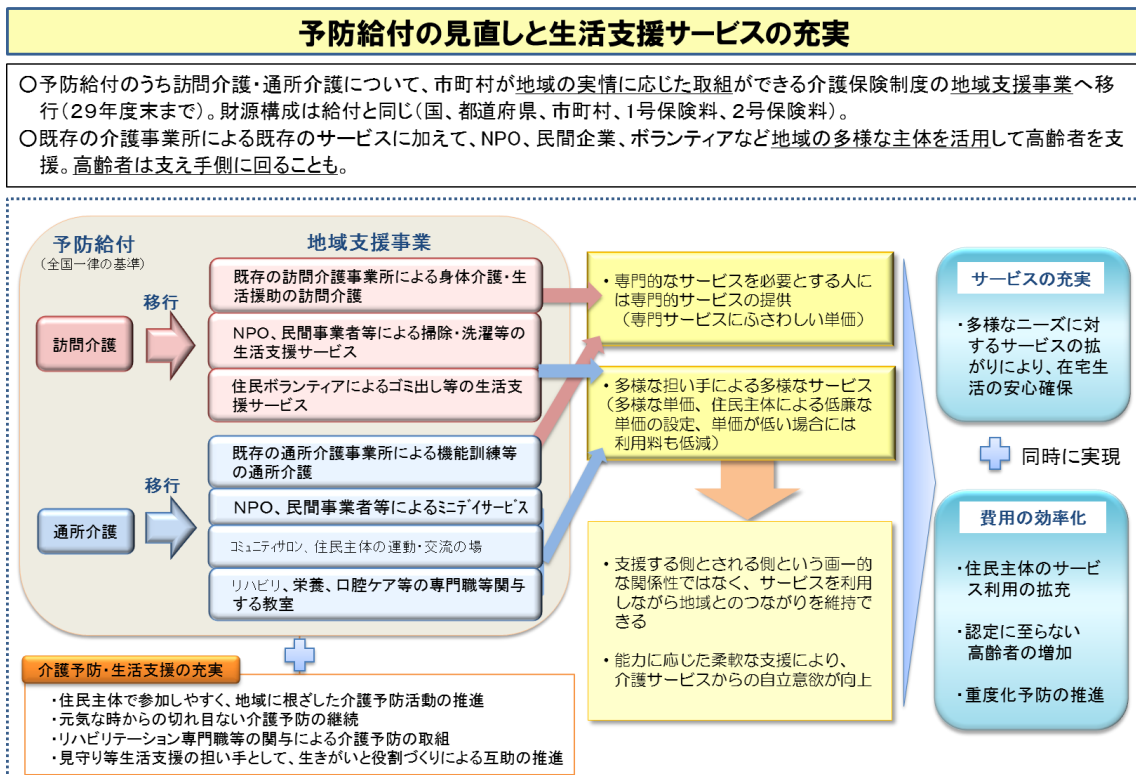 予防給付の見直しと生活支援サービスの充実
○予防給付のうち訪問介護・通所介護について、市町村が地域の実情に応じた取組ができる介護保険制度の地域支援事業へ移
行(29年度末まで)。財源構成は給付と同じ(国、都道府県、市町村、1号保険料、2号保険料)。
○既存の介護事業所による既存のサービスに加えて、NPO、民間企業、ボランティアなど地域の多様な主体を活用して高齢者を支
援。高齢者は支え手側に回ることも。
予防給付
(全国一律の基準)
地域支援事業
移行
訪問介護
既存の訪問介護事業所による身体介護・生
活援助の訪問介護
NPO、民間事業者等による掃除・洗濯等の
生活支援サービス
住民ボランティアによるゴミ出し等の生活支
援サービス
移行
通所介護
既存の通所介護事業所による機能訓練等
の通所介護
NPO、民間事業者等によるミニデイサービス
コミュニティサロン、住民主体の運動・交流の場
リハビリ、栄養、口腔ケア等の専門職等関与
する教室
介護予防・生活支援の充実
・住民主体で参加しやすく、地域に根ざした介護予防活動の推進
・元気な時からの切れ目ない介護予防の継続
・リハビリテーション専門職等の関与による介護予防の取組
・見守り等生活支援の担い手として、生きがいと役割づくりによる互助の推進
・専門的なサービスを必要とする人に
は専門的サービスの提供
(専門サービスにふさわしい単価)
・多様な担い手による多様なサービス
(多様な単価、住民主体による低廉な
単価の設定、単価が低い場合には
利用料も低減)
・支援する側とされる側という画一的
な関係性ではなく、サービスを利用
しながら地域とのつながりを維持で
きる
・能力に応じた柔軟な支援により、
介護サービスからの自立意欲が向上
サービスの充実
・多様なニーズに対
するサービスの拡
がりにより、在宅生
活の安心確保
同時に実現
費用の効率化
・住民主体のサービ
ス利用の拡充
・認定に至らない
高齢者の増加
・重度化予防の推進